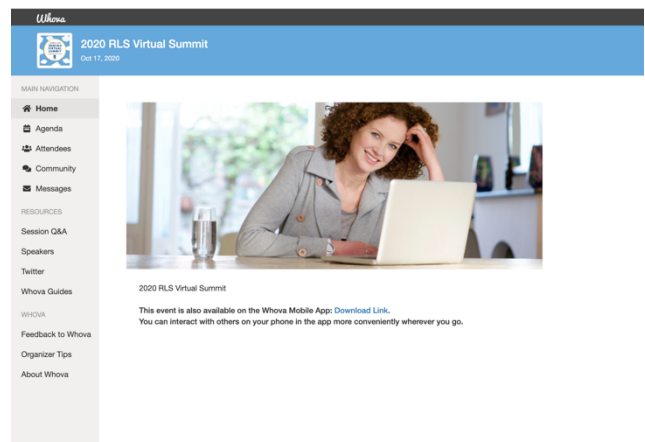 Whova
2020 RLS Virtual Summit
Oct 17, 2020
MAIN NAVIGATION
Home
Agenda
Attendees
Community
Messages
RESOURCES
Session Q&A
Speakers
Twitter
Whova Guides
WHOVA
Feedback to Whova
Organizer Tips
About Whova
2020 RLS Virtual Summit
This event is also available on the Whova Mobile App: Download Link.
You can interact with others on your phone in the app more conveniently wherever you go.